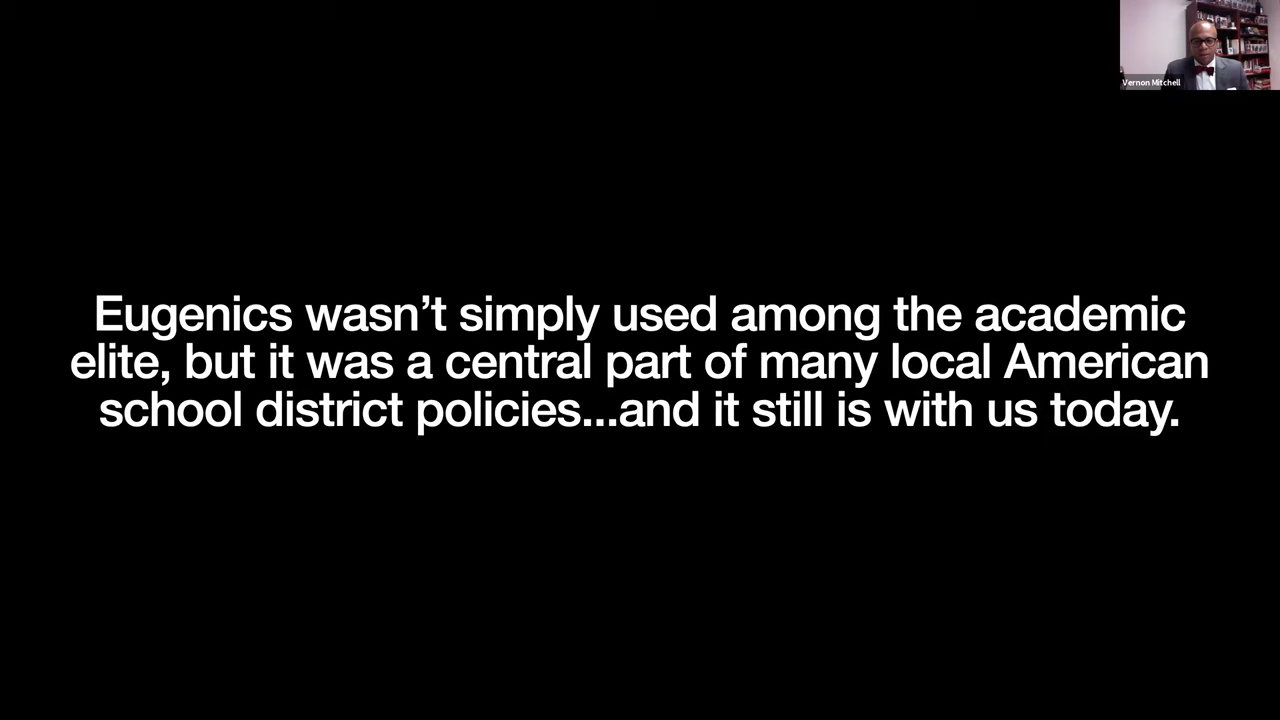 Vernon Mitchell
Eugenics wasn’t simply used among the academic
elite, but it was a central part of many local American
school district policies...and it still is with us today.